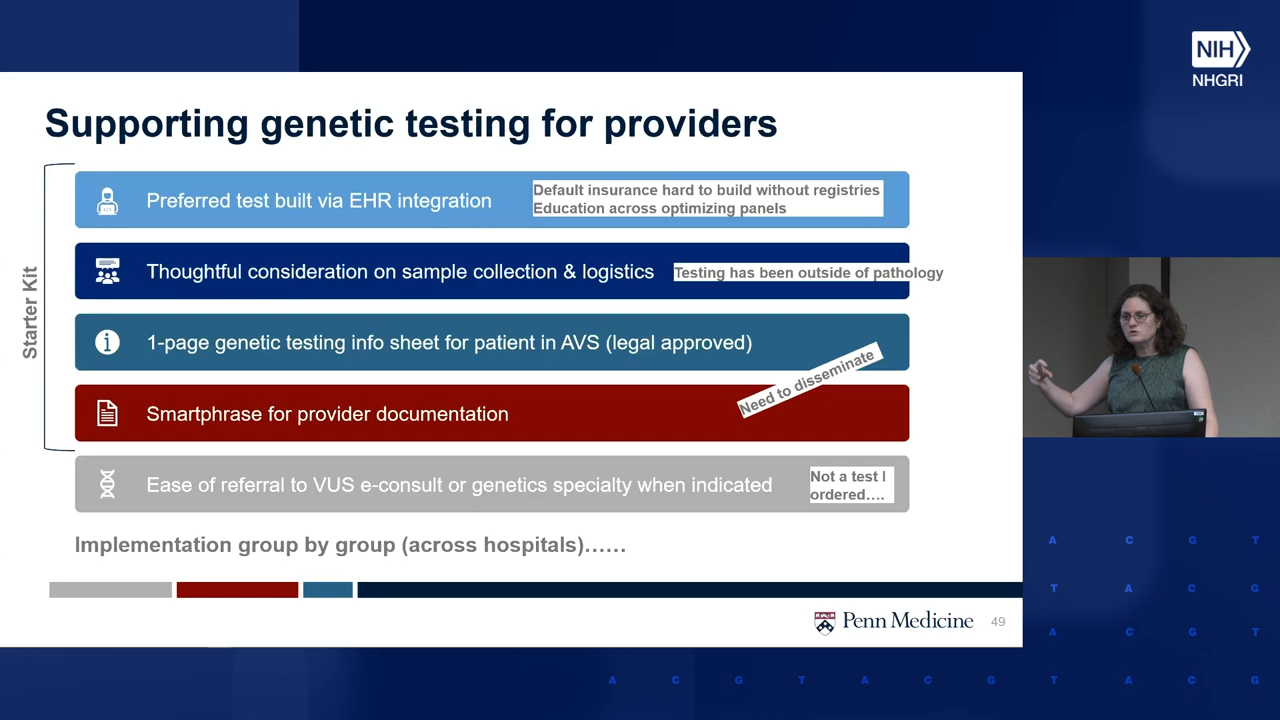 NIH
NHGRI
Supporting genetic testing for providers
Starter Kit
Preferred test built via EHR integration
Default insurance hard to build without registries
Education across optimizing panels
Thoughtful consideration on sample collection & logistics
Testing has been outside of pathology
1-page genetic testing info sheet for patient in AVS (legal approved)
Need to disseminate
Smartphrase for provider documentation
Ease of referral to VUS e-consult or genetics specialty when indicated
Not a test I
ordered….
Implementation group by group (across hospitals)……
Penn Medicine
49
A C G T
T A C G
A C G T
A C G T A C G T A C G